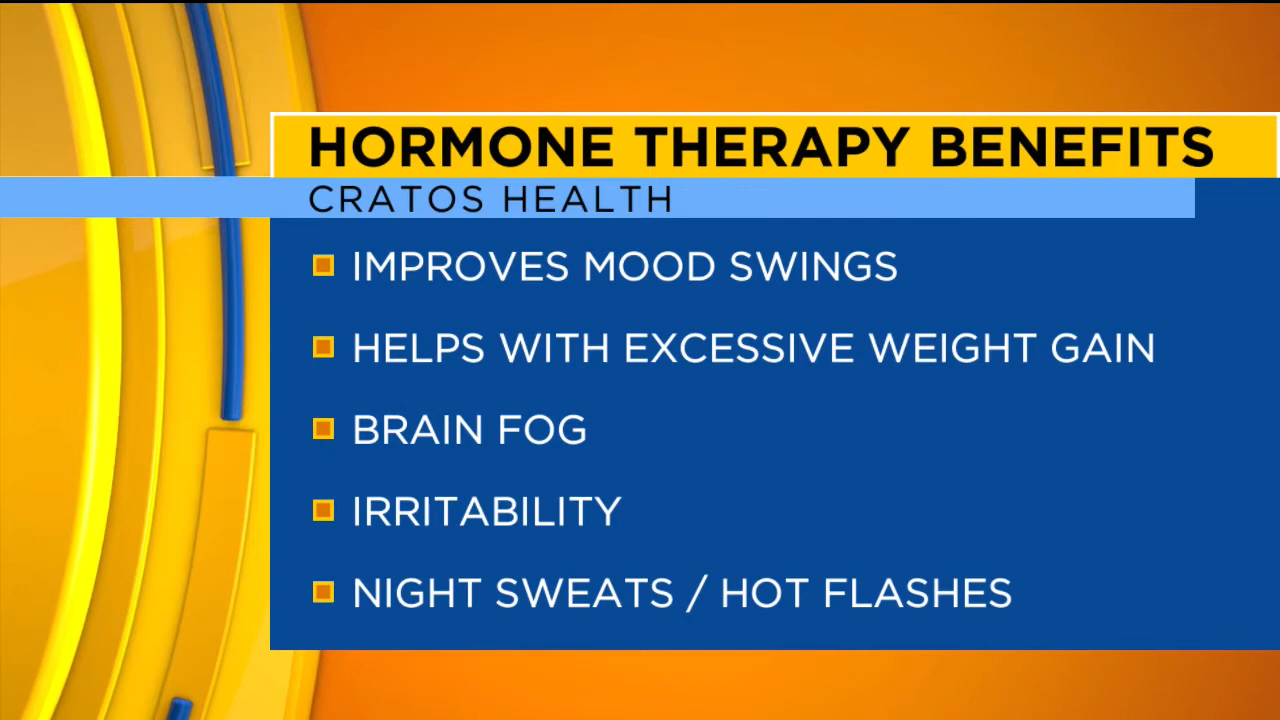 HORMONE THERAPY BENEFITS
CRATOS HEALTH
IMPROVES MOOD SWINGS
HELPS WITH EXCESSIVE WEIGHT GAIN
BRAIN FOG
IRRITABILITY
NIGHT SWEATS / HOT FLASHES